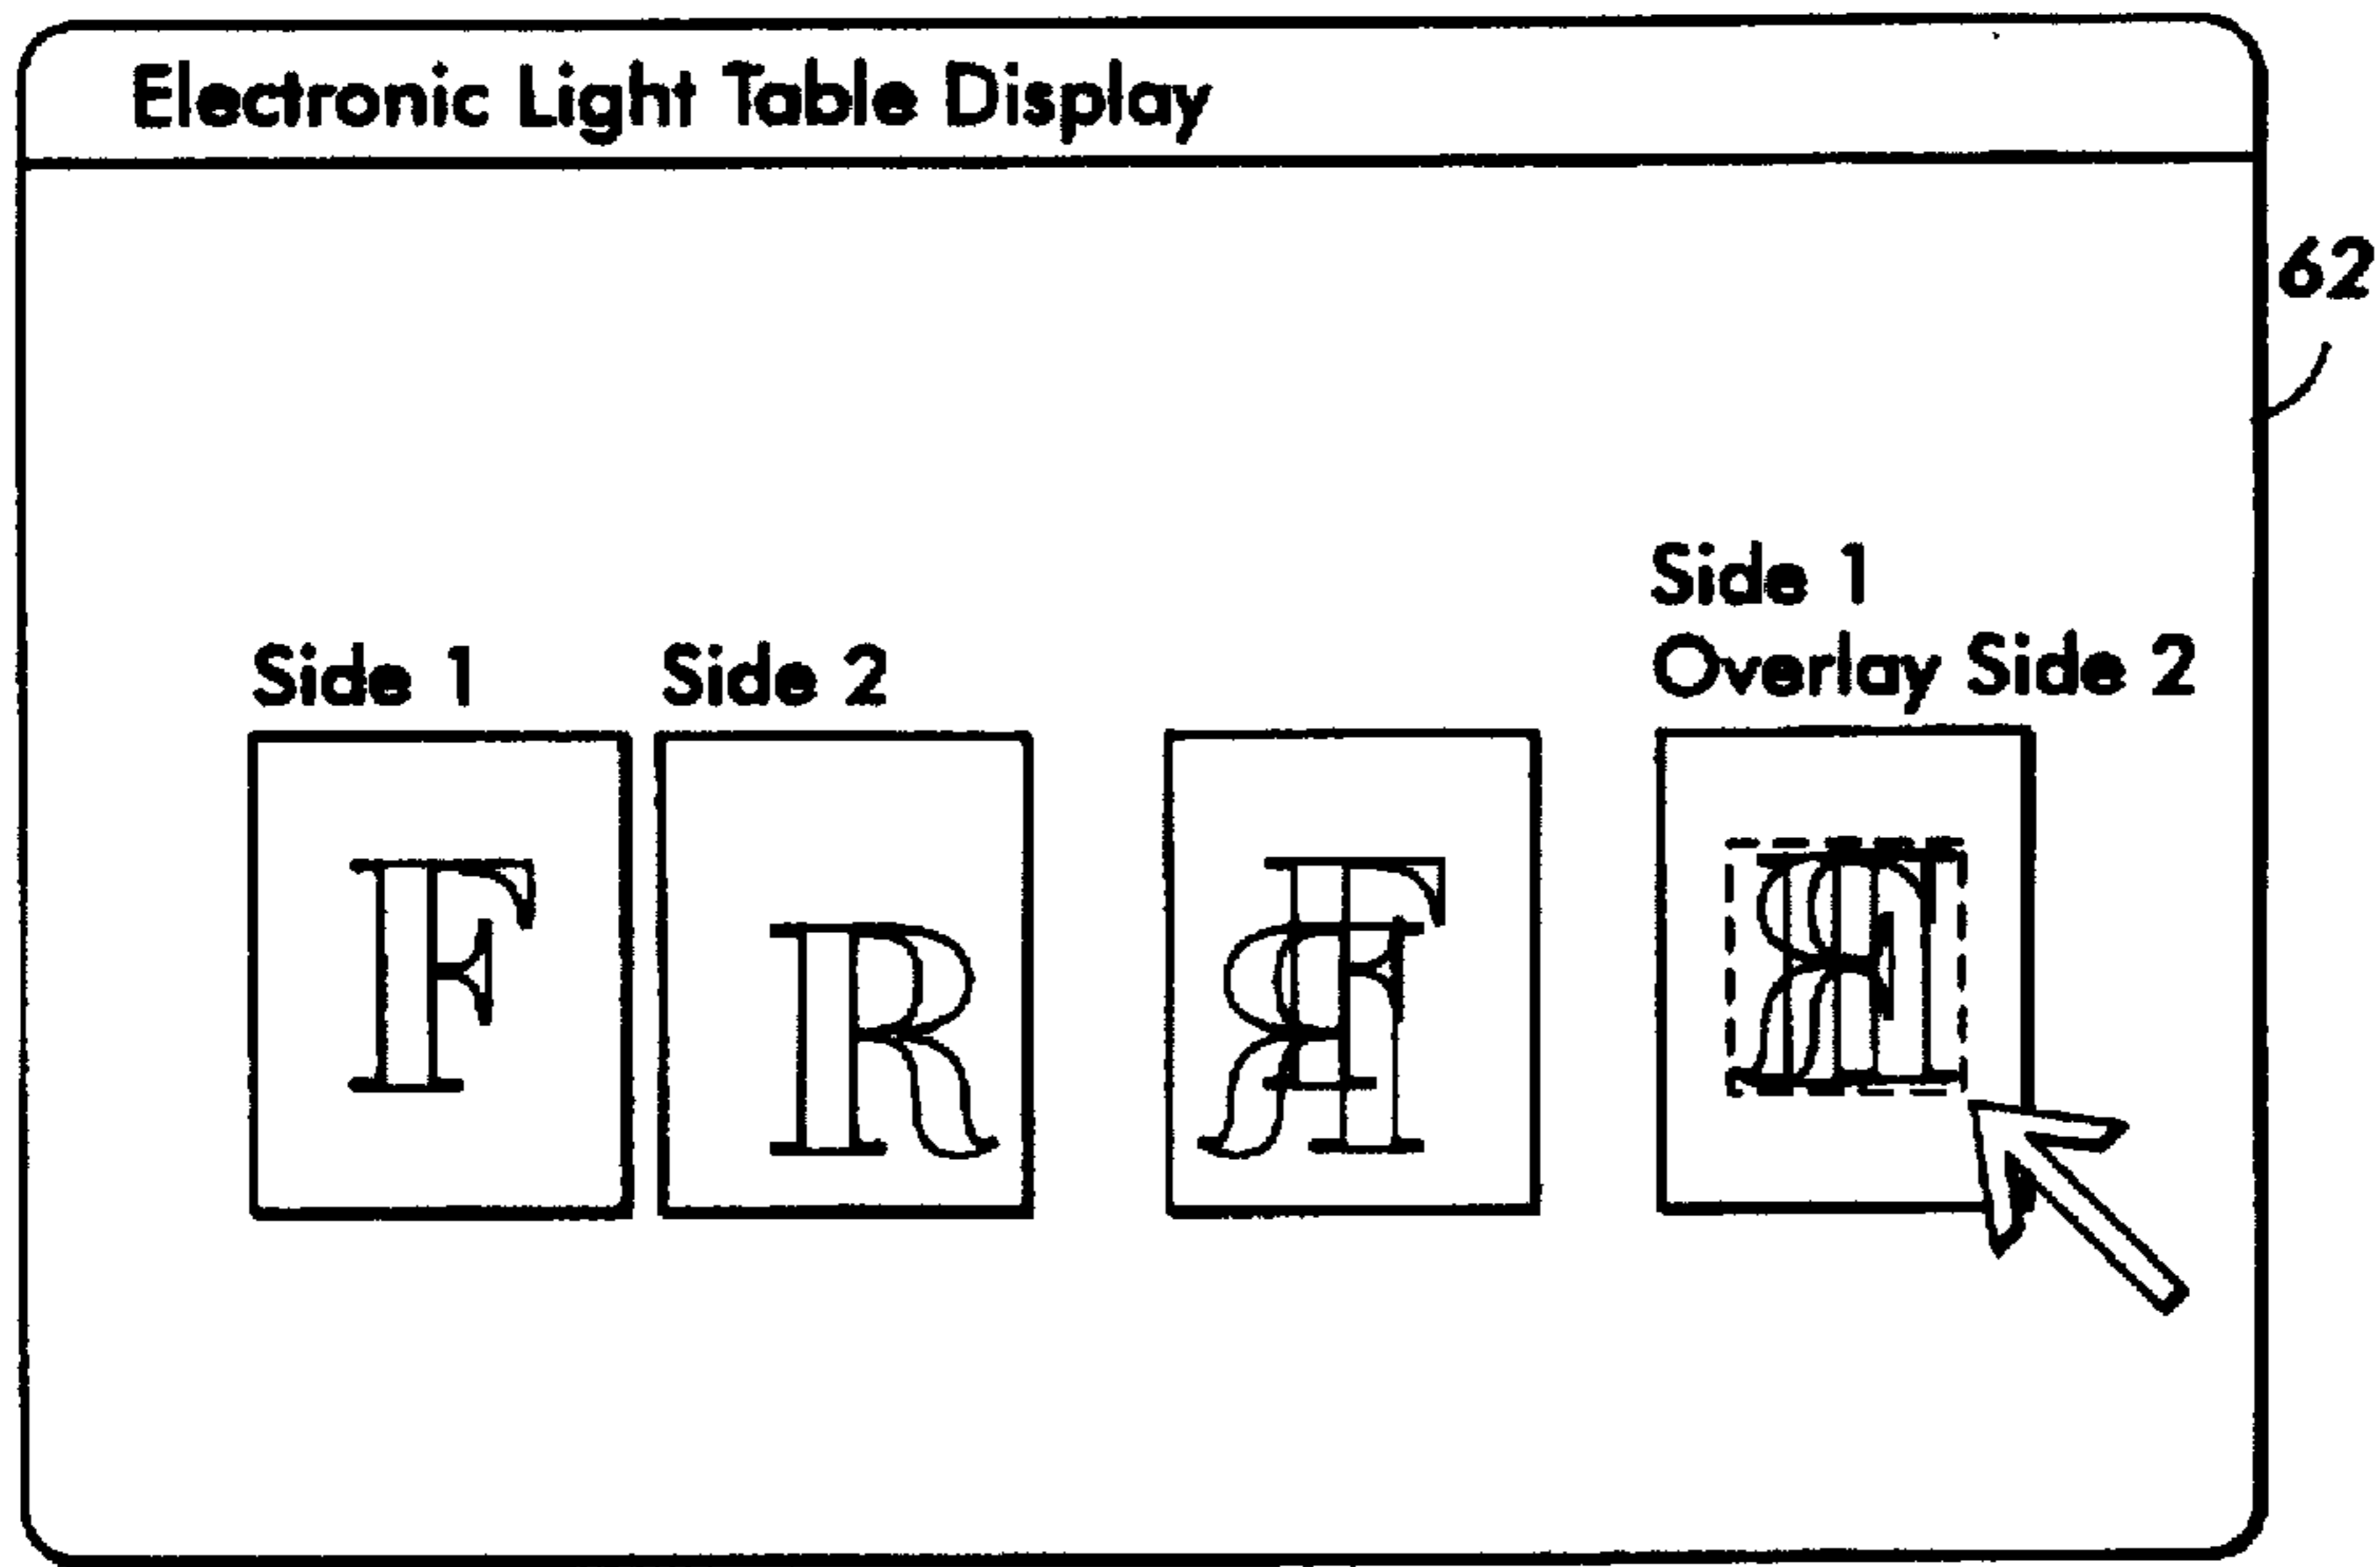 Electronic Light Table Display
62
Side 1
Overlay Side 2
Side 1
Side 2
F
R